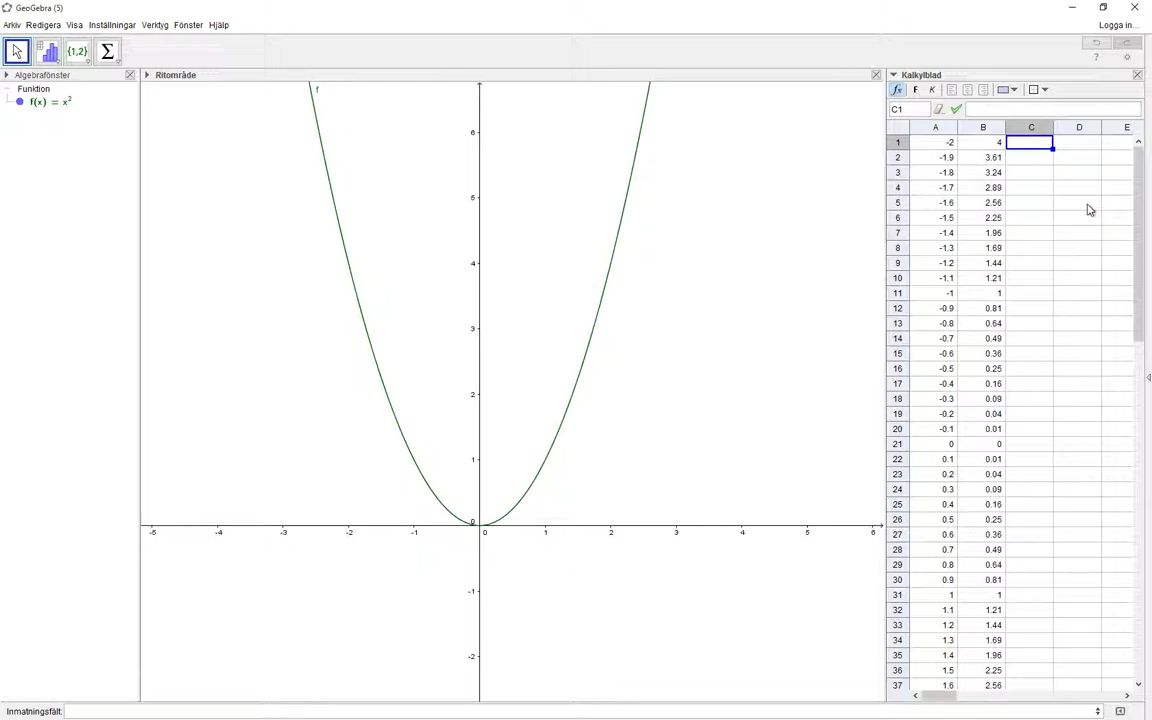 GeoGebra (5)
Arkiv Redigera Visa Inställningar Verktyg Fönster Hjälp
Logga in...
{1,2} Σ
?
Algebrafönster
Funktion
f(x) = x²
Ritområde
f
6
5
4
3
2
1
0
-1
-2
-5 -4 -3 -2 -1 0 1 2 3 4 5 6
Kalkylblad
fx F K
C1
A B C D E
1 -2 4
2 -1.9 3.61
3 -1.8 3.24
4 -1.7 2.89
5 -1.6 2.56
6 -1.5 2.25
7 -1.4 1.96
8 -1.3 1.69
9 -1.2 1.44
10 -1.1 1.21
11 -1 1
12 -0.9 0.81
13 -0.8 0.64
14 -0.7 0.49
15 -0.6 0.36
16 -0.5 0.25
17 -0.4 0.16
18 -0.3 0.09
19 -0.2 0.04
20 -0.1 0.01
21 0 0
22 0.1 0.01
23 0.2 0.04
24 0.3 0.09
25 0.4 0.16
26 0.5 0.25
27 0.6 0.36
28 0.7 0.49
29 0.8 0.64
30 0.9 0.81
31 1 1
32 1.1 1.21
33 1.2 1.44
34 1.3 1.69
35 1.4 1.96
36 1.5 2.25
37 1.6 2.56
Inmatningsfält: